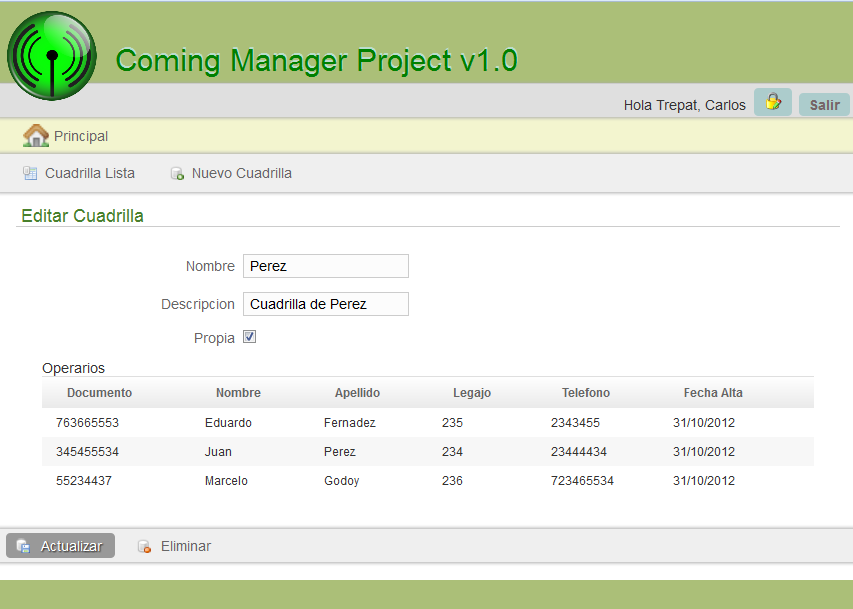 Coming Manager Project v1.0
Hola Trepat, Carlos Salir
Principal
Cuadrilla Lista Nuevo Cuadrilla
Editar Cuadrilla
Nombre Perez
Descripcion Cuadrilla de Perez
Propia
Operarios
Documento Nombre Apellido Legajo Telefono Fecha Alta
763665553 Eduardo Fernadez 235 2343455 31/10/2012
345455534 Juan Perez 234 23444434 31/10/2012
55234437 Marcelo Godoy 236 723465534 31/10/2012
Actualizar Eliminar